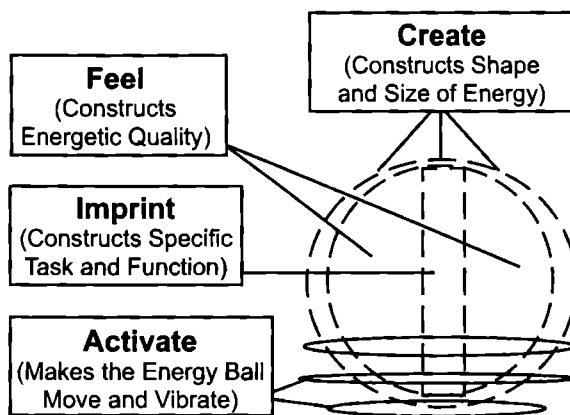 Create
(Constructs Shape
and Size of Energy)
Feel
(Constructs
Energetic Quality)
Imprint
(Constructs Specific
Task and Function)
Activate
(Makes the Energy Ball
Move and Vibrate)